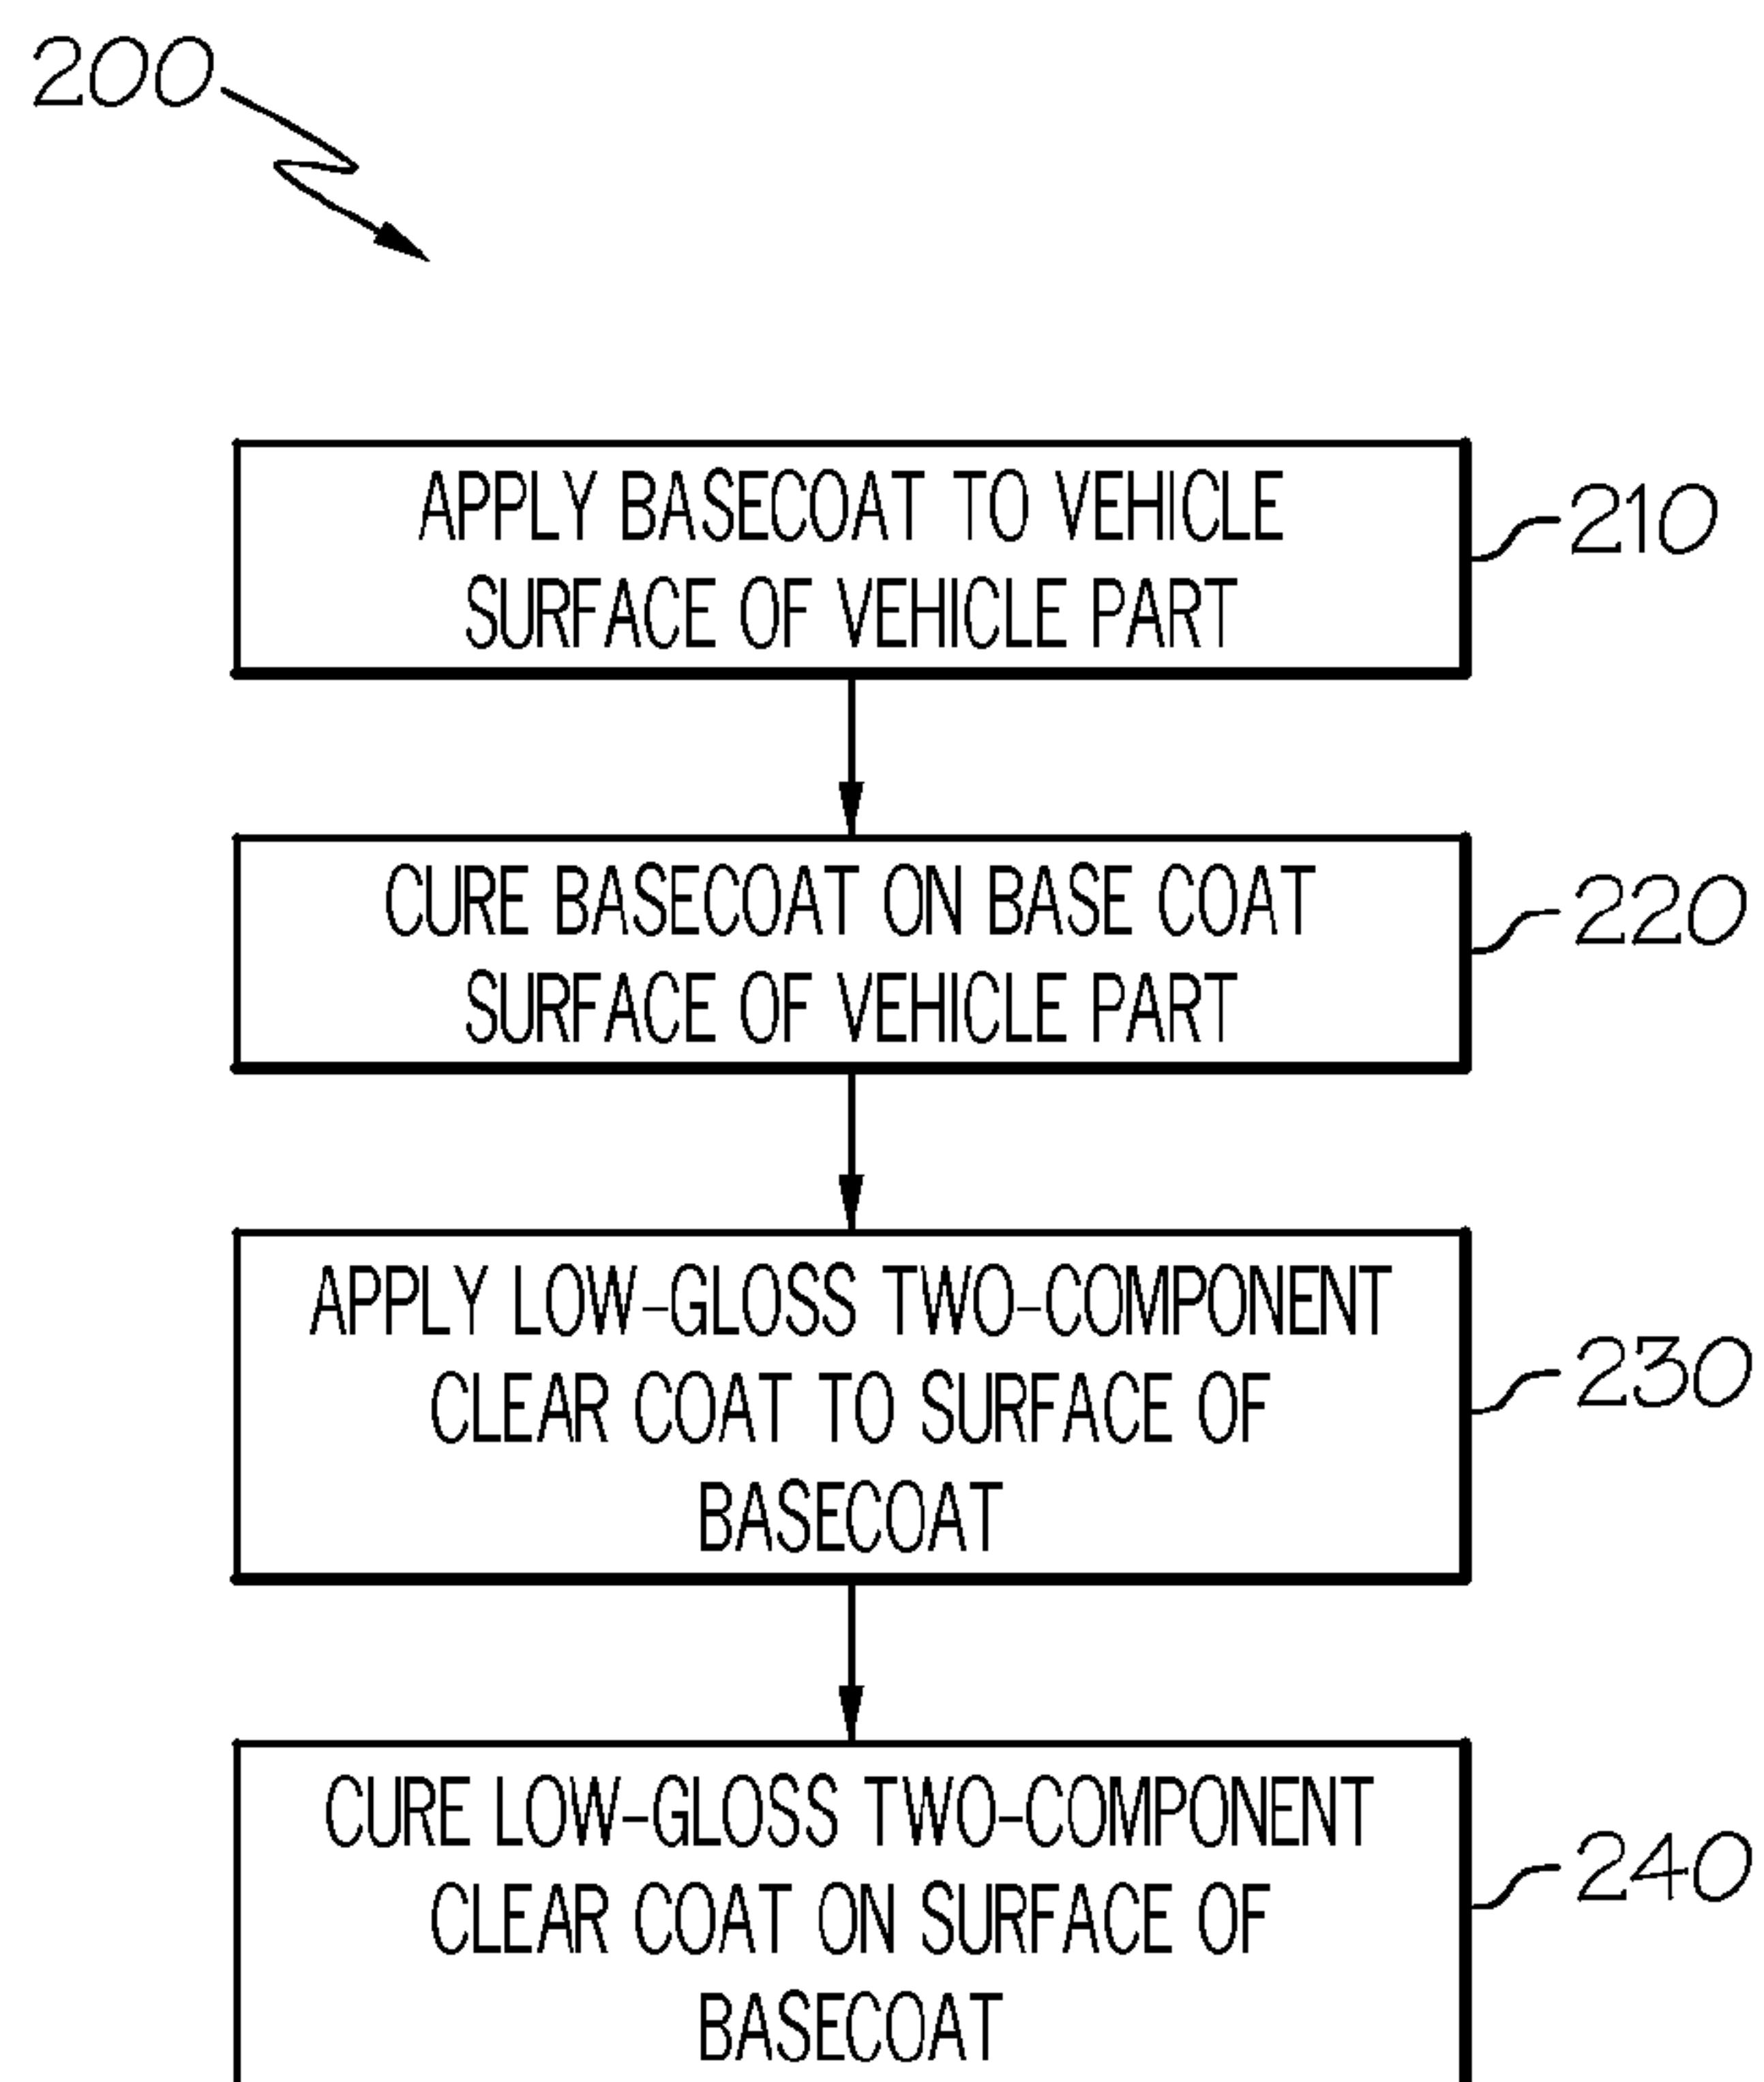 200
APPLY BASECOAT TO VEHICLE
SURFACE OF VEHICLE PART
210
CURE BASECOAT ON BASE COAT
SURFACE OF VEHICLE PART
220
APPLY LOW-GLOSS TWO-COMPONENT
CLEAR COAT TO SURFACE OF
BASECOAT
230
CURE LOW-GLOSS TWO-COMPONENT
CLEAR COAT ON SURFACE OF
BASECOAT
240